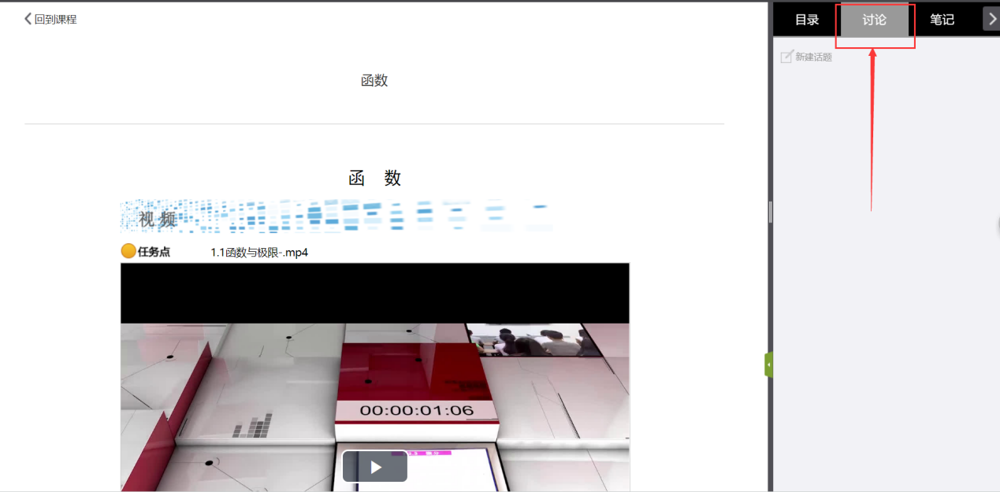 回到课程
目录
讨论
笔记
新建话题
函数
函 数
视 频
任务点 1.1函数与极限-.mp4
00:00:01:06